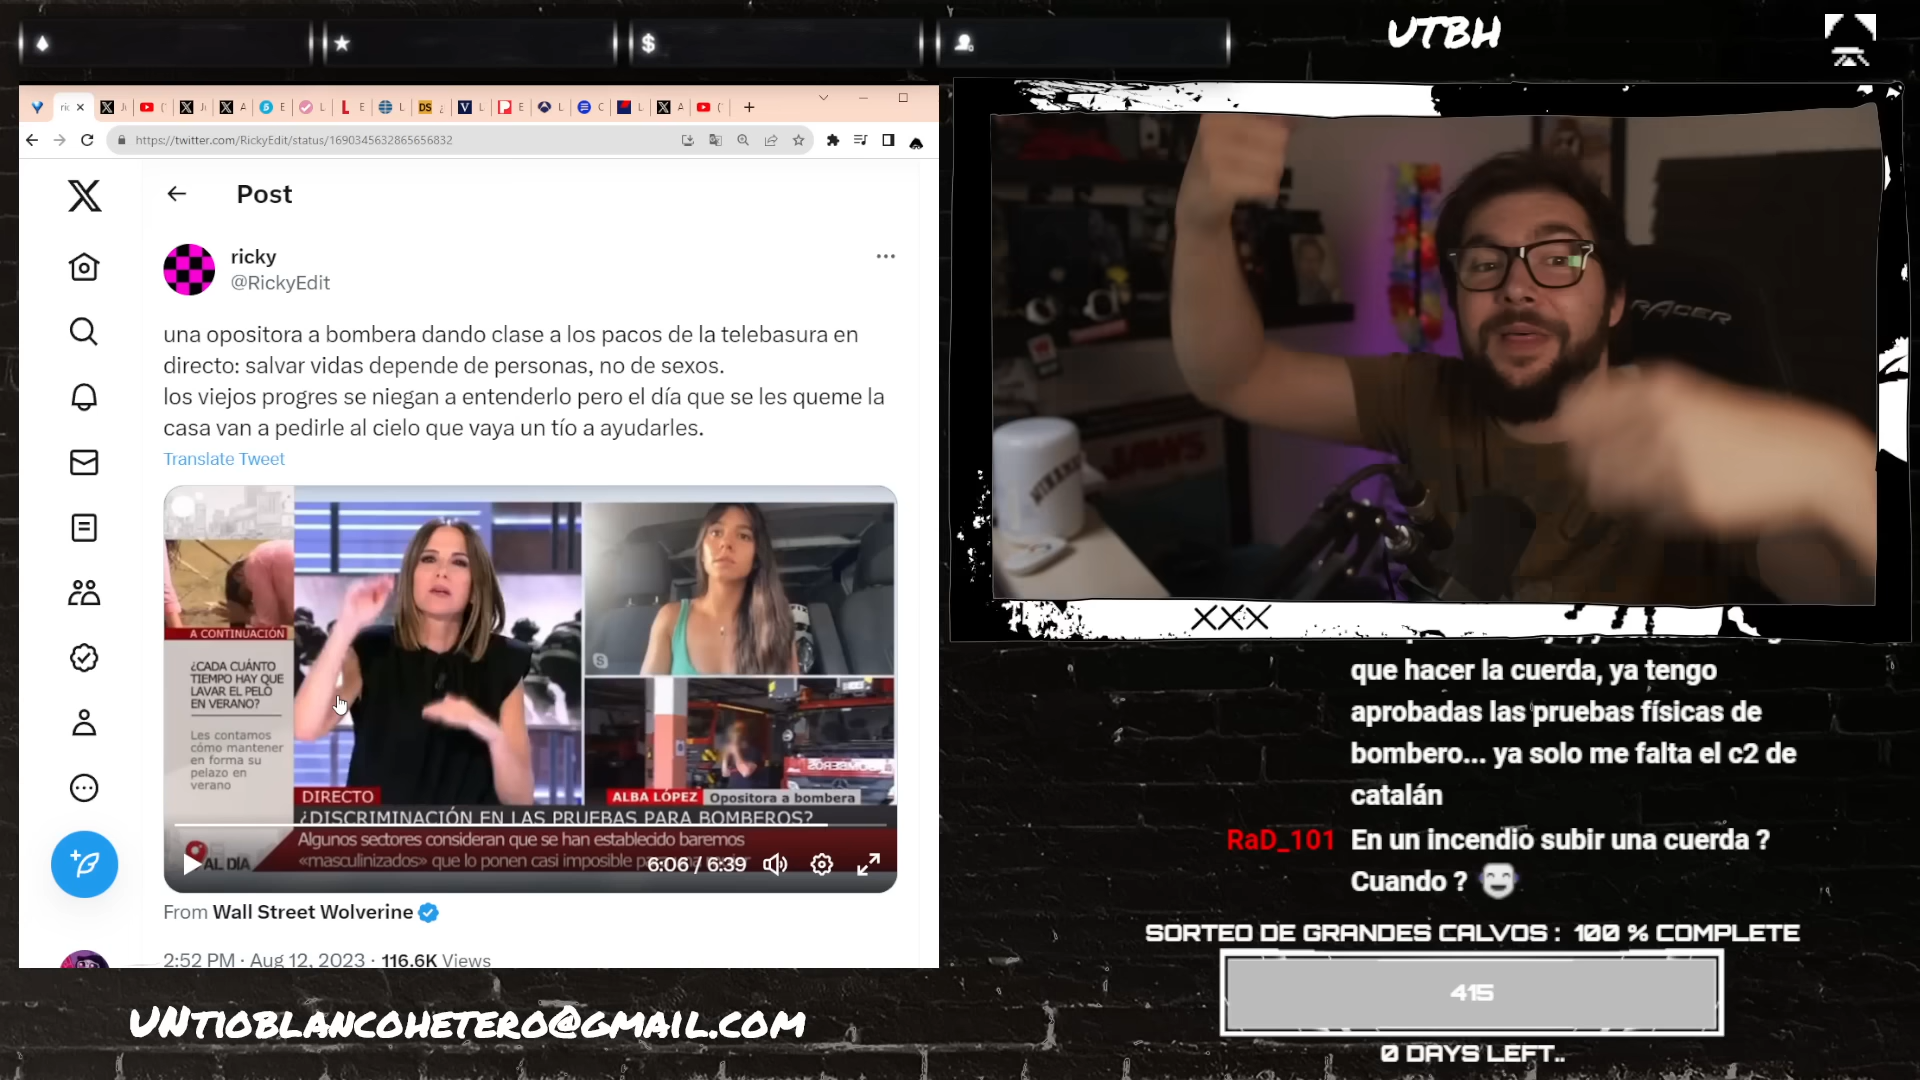 UTBH
https://twitter.com/RickyEdit/status/1690345632865656832
Post
ricky
@RickyEdit
una opositora a bombera dando clase a los pacos de la telebasura en
directo: salvar vidas depende de personas, no de sexos.
los viejos progres se niegan a entenderlo pero el día que se les queme la
casa van a pedirle al cielo que vaya un tío a ayudarles.
Translate Tweet
A CONTINUACIÓN
¿CADA CUÁNTO
TIEMPO HAY QUE
LAVAR EL PELO
EN VERANO?
Les contamos
cómo mantener
en forma su
pelazo en
verano
BOMBEROS
DIRECTO
ALBA LÓPEZ Opositora a bombera
¿DISCRIMINACIÓN EN LAS PRUEBAS PARA BOMBEROS?
Algunos sectores consideran que se han establecido baremos
«masculinizados» que lo ponen casi imposible
AL DÍA
6:06 / 6:39
From Wall Street Wolverine
2:52 PM · Aug 12, 2023 · 116.6K Views
JAWS
XXX
que hacer la cuerda, ya tengo
aprobadas las pruebas físicas de
bombero... ya solo me falta el c2 de
catalán
RaD_101 En un incendio subir una cuerda ?
Cuando ?
SORTEO DE GRANDES CALVOS : 100 % COMPLETE
415
0 DAYS LEFT..
UNTIOBLANCOHETERO@GMAIL.COM